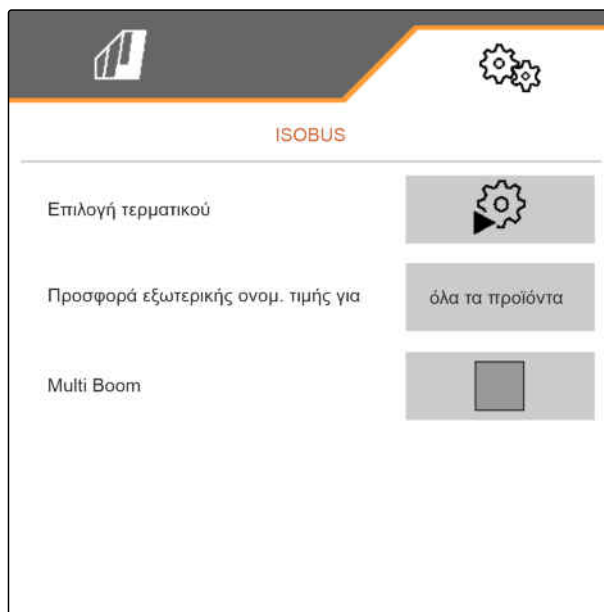 ISOBUS
Επιλογή τερματικού
Προσφορά εξωτερικής ονομ. τιμής για
όλα τα προϊόντα
Multi Boom